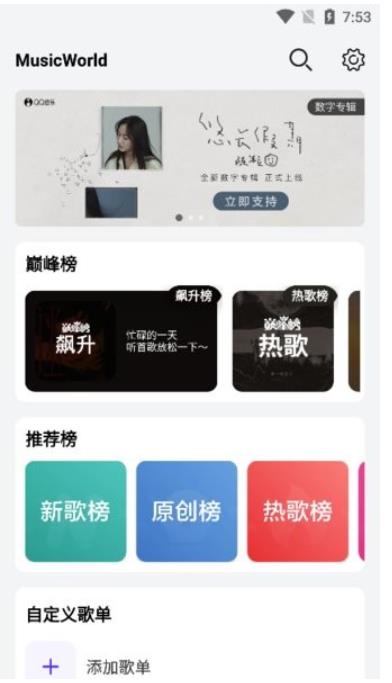 7:53
MusicWorld
QQ音乐
数字专辑
悠长假期
全新数字专辑 正式上线
立即支持
巅峰榜
飙升榜
巅峰榜
飙升
忙碌的一天
听首歌放松一下～
热歌榜
巅峰榜
热歌
推荐榜
新歌榜
原创榜
热歌榜
自定义歌单
+ 添加歌单